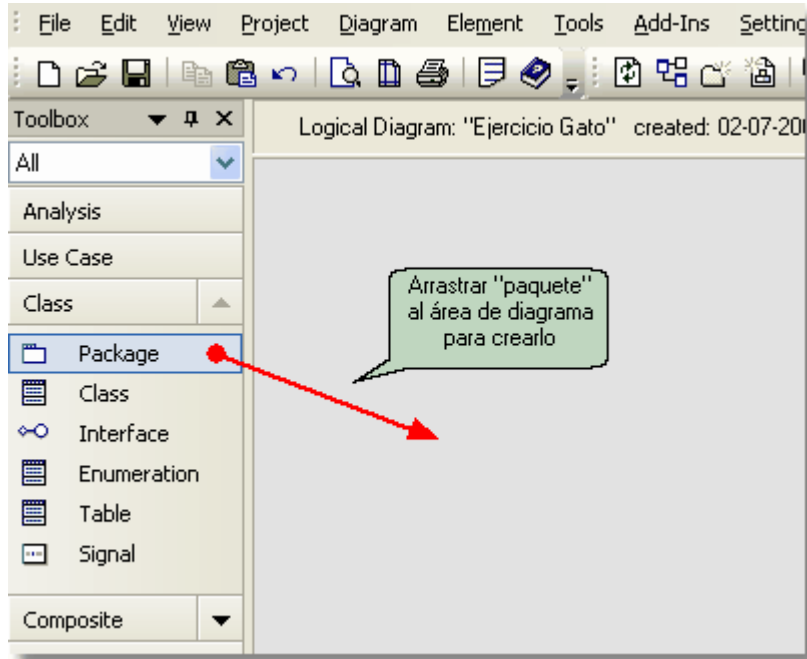 File Edit View Project Diagram Element Tools Add-Ins Setting
Toolbox
Logical Diagram: "Ejercicio Gato" created: 02-07-20
All
Analysis
Use Case
Class
Arrastrar "paquete"
al área de diagrama
para crearlo
Package
Class
Interface
Enumeration
Table
Signal
Composite